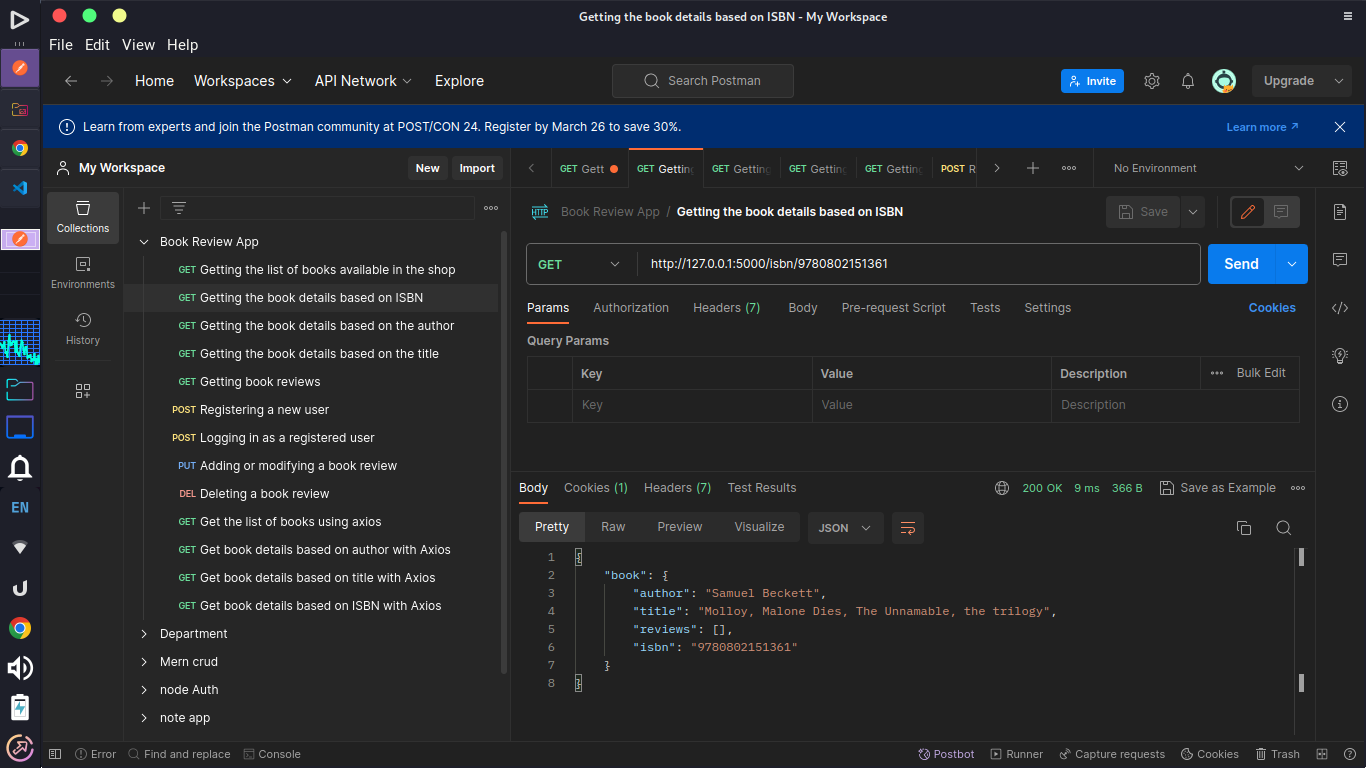 Getting the book details based on ISBN - My Workspace
File Edit View Help
Home Workspaces API Network Explore Search Postman Invite Upgrade
Learn from experts and join the Postman community at POST/CON 24. Register by March 26 to save 30%. Learn more
My Workspace New Import
GET Gett GET Getting GET Getting GET Getting GET Getting POST R No Environment
Collections
Environments
History
Book Review App
GET Getting the list of books available in the shop
GET Getting the book details based on ISBN
GET Getting the book details based on the author
GET Getting the book details based on the title
GET Getting book reviews
POST Registering a new user
POST Logging in as a registered user
PUT Adding or modifying a book review
DEL Deleting a book review
GET Get the list of books using axios
GET Get book details based on author with Axios
GET Get book details based on title with Axios
GET Get book details based on ISBN with Axios
Department
Mern crud
node Auth
note app
HTTP Book Review App / Getting the book details based on ISBN Save
GET http://127.0.0.1:5000/isbn/9780802151361 Send
Params Authorization Headers (7) Body Pre-request Script Tests Settings Cookies
Query Params
Key Value Description Bulk Edit
Key Value Description
Body Cookies (1) Headers (7) Test Results 200 OK 9 ms 366 B Save as Example
Pretty Raw Preview Visualize JSON
1 {
2 "book": {
3 "author": "Samuel Beckett",
4 "title": "Molloy, Malone Dies, The Unnamable, the trilogy",
5 "reviews": [],
6 "isbn": "9780802151361"
7 }
8 }
EN
Error Find and replace Console Postbot Runner Capture requests Cookies Trash